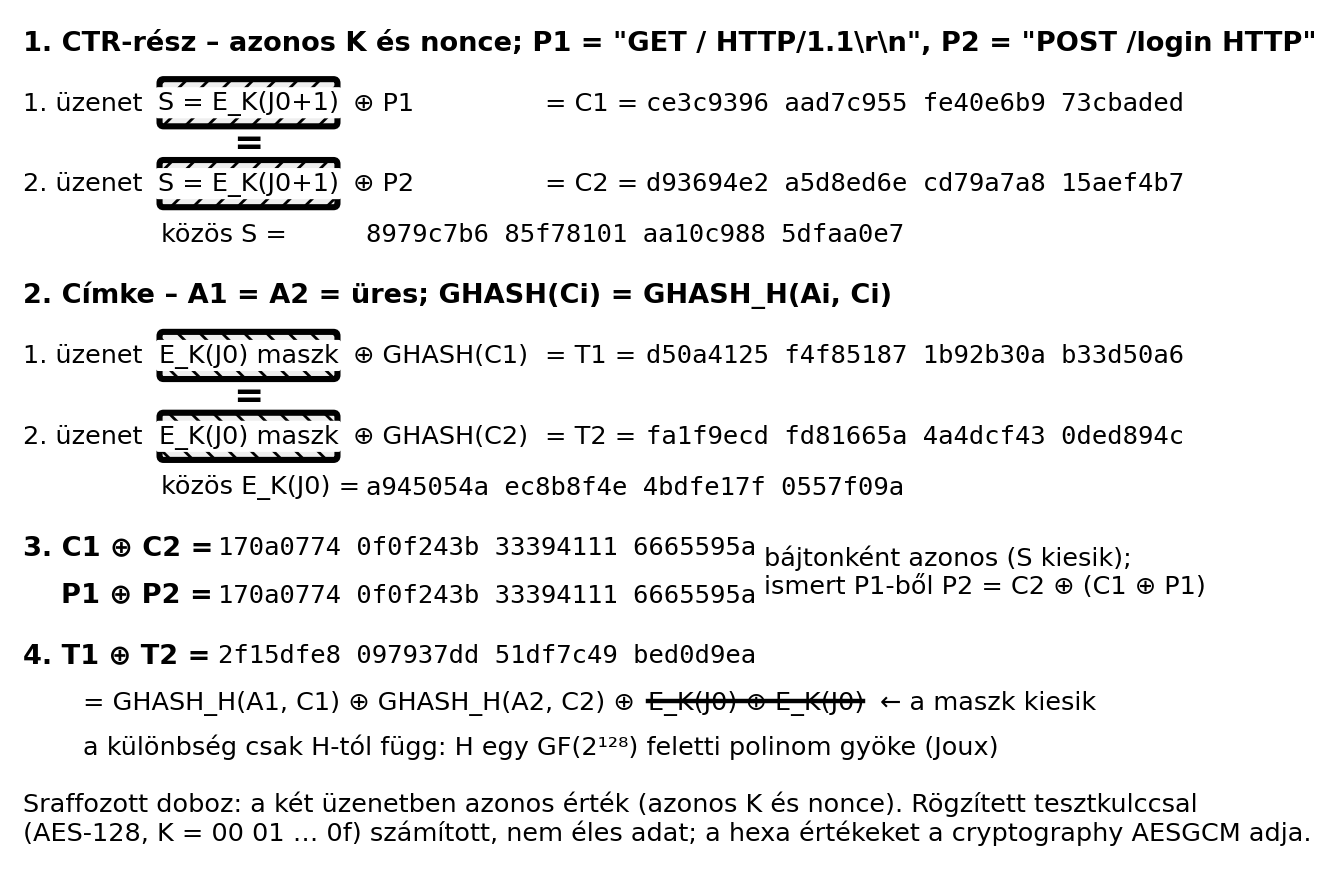 1. CTR-rész – azonos K és nonce; P1 = "GET / HTTP/1.1\r\n", P2 = "POST /login HTTP"
1. üzenet S = E_K(J0+1) ⊕ P1 = C1 = ce3c9396 aad7c955 fe40e6b9 73cbaded
=
2. üzenet S = E_K(J0+1) ⊕ P2 = C2 = d93694e2 a5d8ed6e cd79a7a8 15aef4b7
közös S = 8979c7b6 85f78101 aa10c988 5dfaa0e7
2. Címke – A1 = A2 = üres; GHASH(Ci) = GHASH_H(Ai, Ci)
1. üzenet E_K(J0) maszk ⊕ GHASH(C1) = T1 = d50a4125 f4f85187 1b92b30a b33d50a6
=
2. üzenet E_K(J0) maszk ⊕ GHASH(C2) = T2 = fa1f9ecd fd81665a 4a4dcf43 0ded894c
közös E_K(J0) = a945054a ec8b8f4e 4bdfe17f 0557f09a
3. C1 ⊕ C2 = 170a0774 0f0f243b 33394111 6665595a
bájtonként azonos (S kiesik);
ismert P1-ből P2 = C2 ⊕ (C1 ⊕ P1)
P1 ⊕ P2 = 170a0774 0f0f243b 33394111 6665595a
4. T1 ⊕ T2 = 2f15dfe8 097937dd 51df7c49 bed0d9ea
= GHASH_H(A1, C1) ⊕ GHASH_H(A2, C2) ⊕ E_K(J0) ⊕ E_K(J0) ← a maszk kiesik
a különbség csak H-tól függ: H egy GF(2¹²⁸) feletti polinom gyöke (Joux)
Sraffozott doboz: a két üzenetben azonos érték (azonos K és nonce). Rögzített tesztkulccsal
(AES-128, K = 00 01 … 0f) számított, nem éles adat; a hexa értékeket a cryptography AESGCM adja.